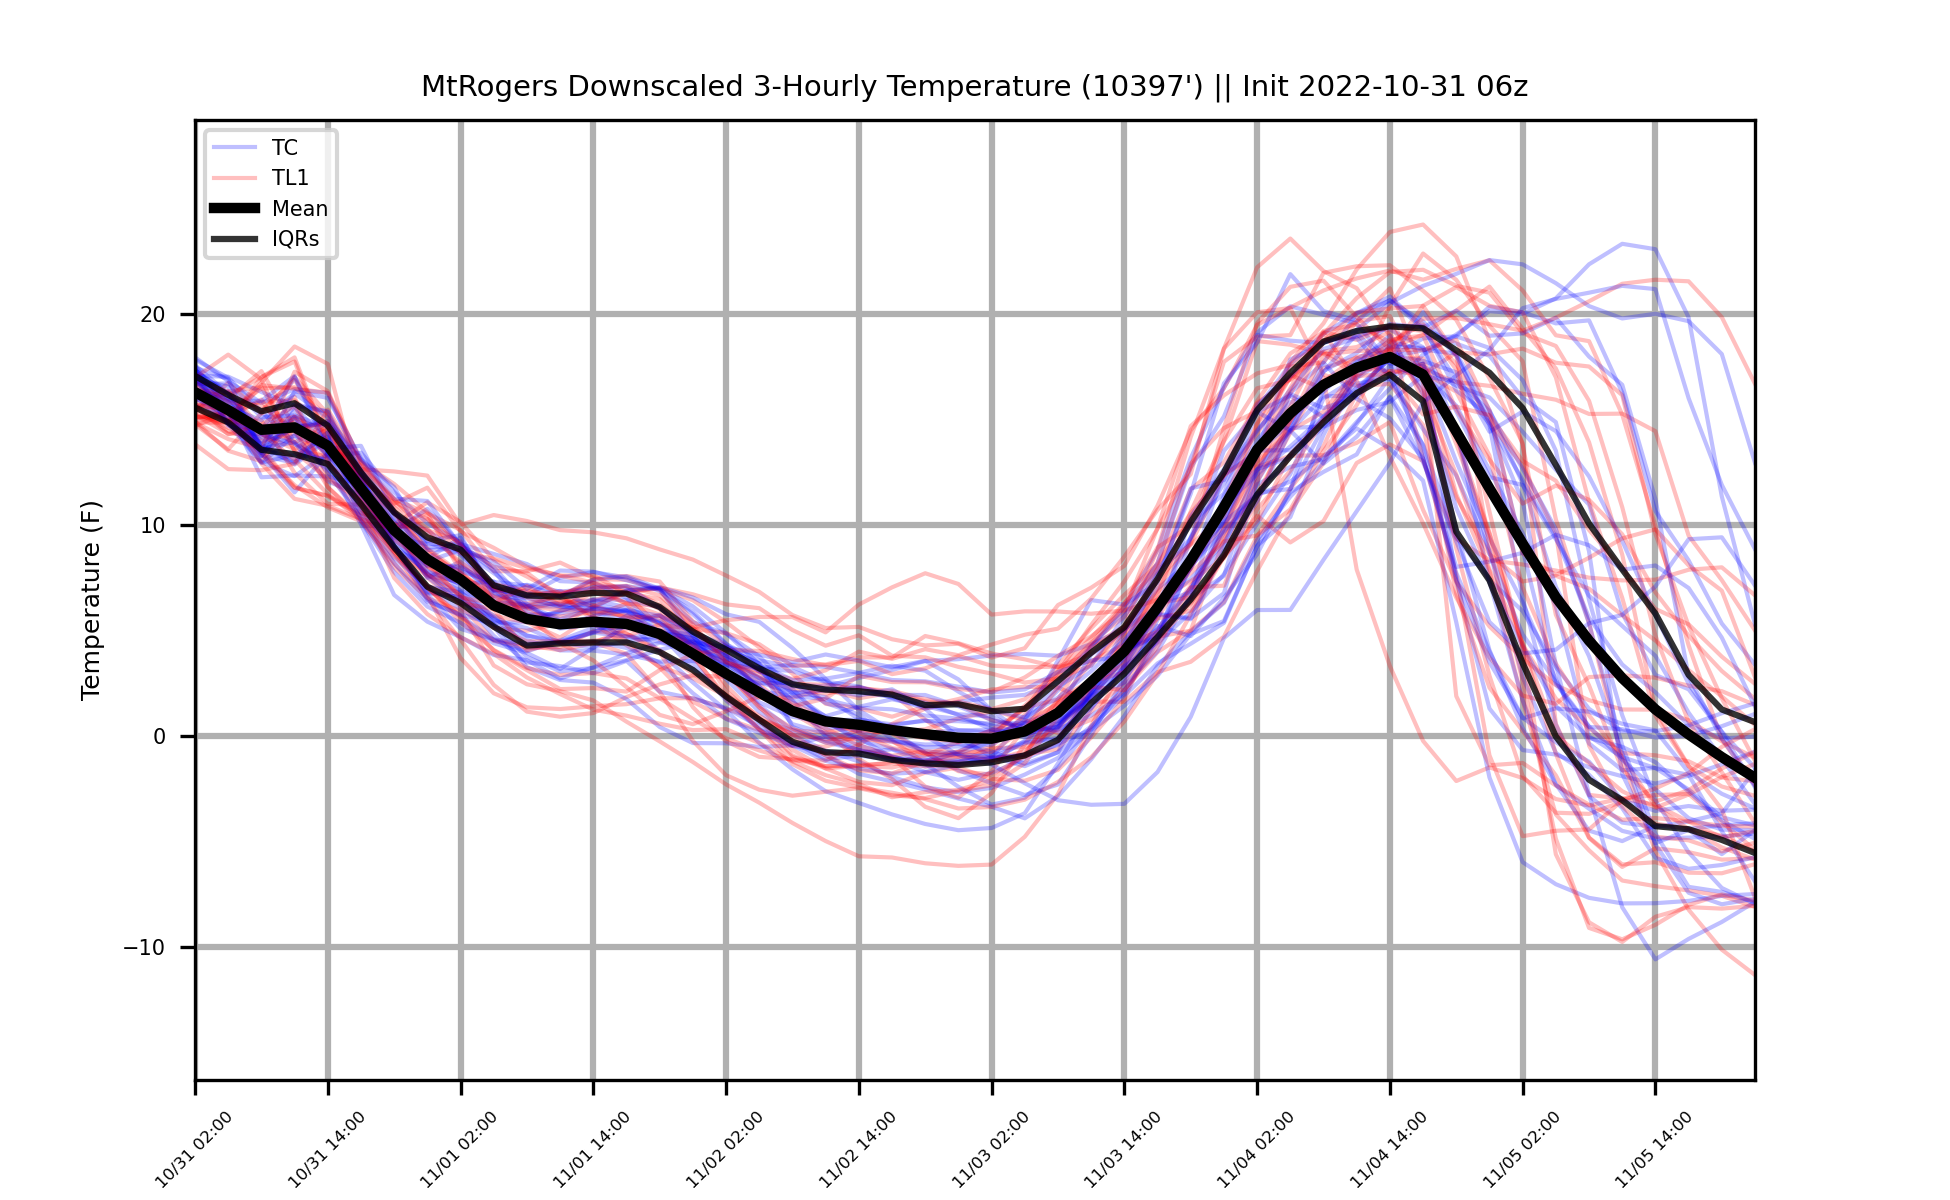 MtRogers Downscaled 3-Hourly Temperature (10397') || Init 2022-10-31 06z
TC
TL1
Mean
IQRs
Temperature (F)
20
10
0
−10
10/31 02:00
10/31 14:00
11/01 02:00
11/01 14:00
11/02 02:00
11/02 14:00
11/03 02:00
11/03 14:00
11/04 02:00
11/04 14:00
11/05 02:00
11/05 14:00